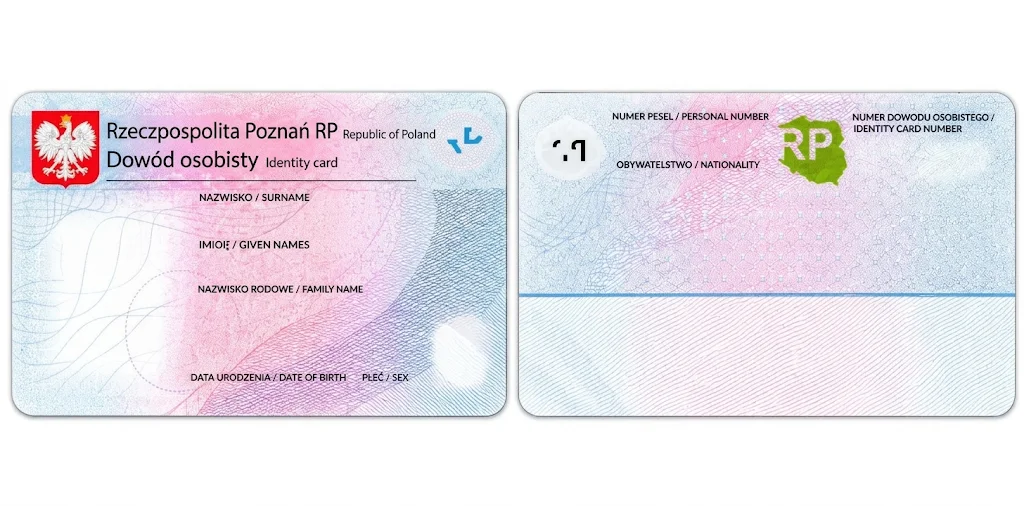 Rzeczpospolita Poznań RP Republic of Poland
Dowód osobisty Identity card
NAZWISKO / SURNAME
IMIOIĘ / GIVEN NAMES
NAZWISKO RODOWE / FAMILY NAME
DATA URODZENIA / DATE OF BIRTH PŁEĆ / SEX
NUMER PESEL / PERSONAL NUMBER
OBYWATELSTWO / NATIONALITY
RP
NUMER DOWODU OSOBISTEGO /
IDENTITY CARD NUMBER